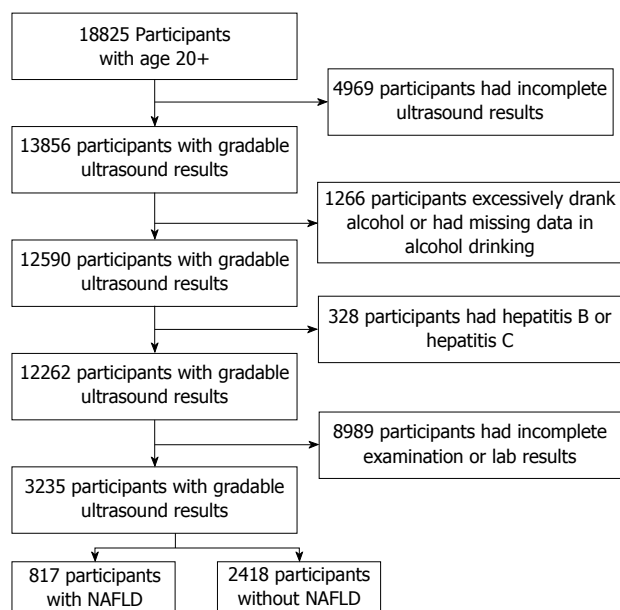 18825 Participants
with age 20+
4969 participants had incomplete
ultrasound results
13856 participants with gradable
ultrasound results
1266 participants excessively drank
alcohol or had missing data in
alcohol drinking
12590 participants with gradable
ultrasound results
328 participants had hepatitis B or
hepatitis C
12262 participants with gradable
ultrasound results
8989 participants had incomplete
examination or lab results
3235 participants with gradable
ultrasound results
817 participants
with NAFLD
2418 participants
without NAFLD